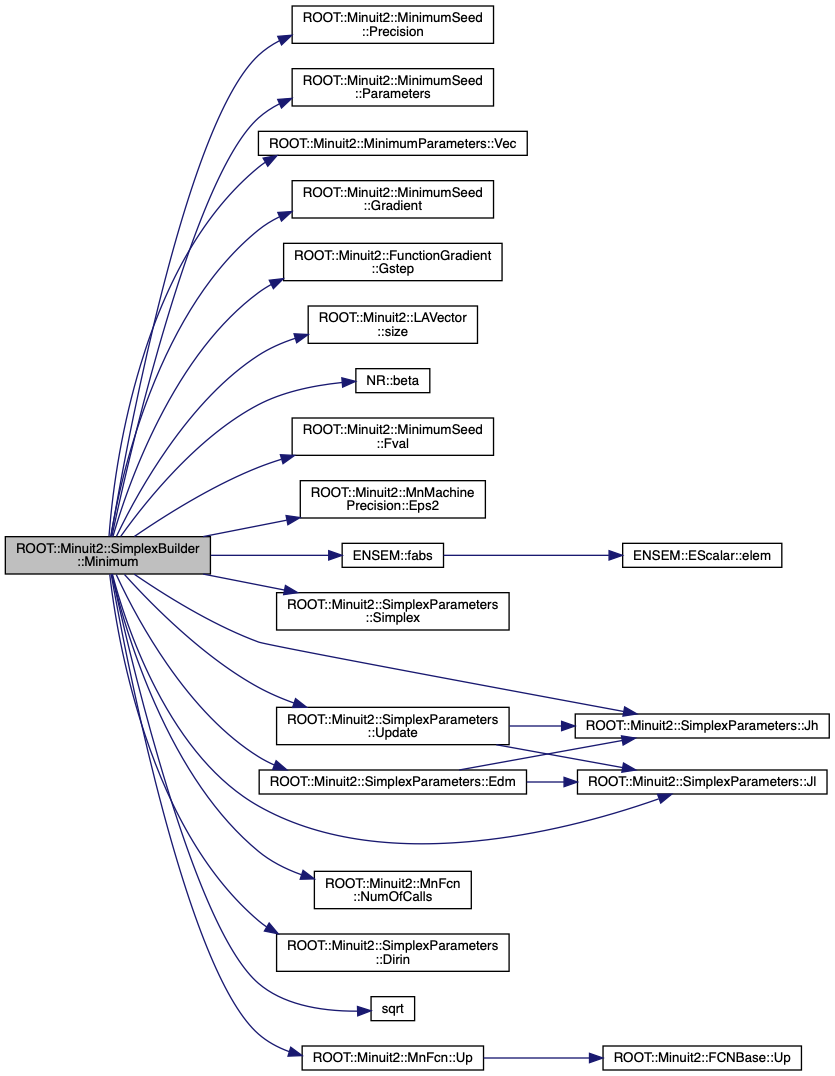 ROOT::Minuit2::MinimumSeed
::Precision
ROOT::Minuit2::MinimumSeed
::Parameters
ROOT::Minuit2::MinimumParameters::Vec
ROOT::Minuit2::MinimumSeed
::Gradient
ROOT::Minuit2::FunctionGradient
::Gstep
ROOT::Minuit2::LAVector
::size
NR::beta
ROOT::Minuit2::MinimumSeed
::Fval
ROOT::Minuit2::MnMachine
Precision::Eps2
ROOT::Minuit2::SimplexBuilder
::Minimum
ENSEM::fabs
ENSEM::EScalar::elem
ROOT::Minuit2::SimplexParameters
::Simplex
ROOT::Minuit2::SimplexParameters
::Update
ROOT::Minuit2::SimplexParameters::Jh
ROOT::Minuit2::SimplexParameters::Edm
ROOT::Minuit2::SimplexParameters::Jl
ROOT::Minuit2::MnFcn
::NumOfCalls
ROOT::Minuit2::SimplexParameters
::Dirin
sqrt
ROOT::Minuit2::MnFcn::Up
ROOT::Minuit2::FCNBase::Up